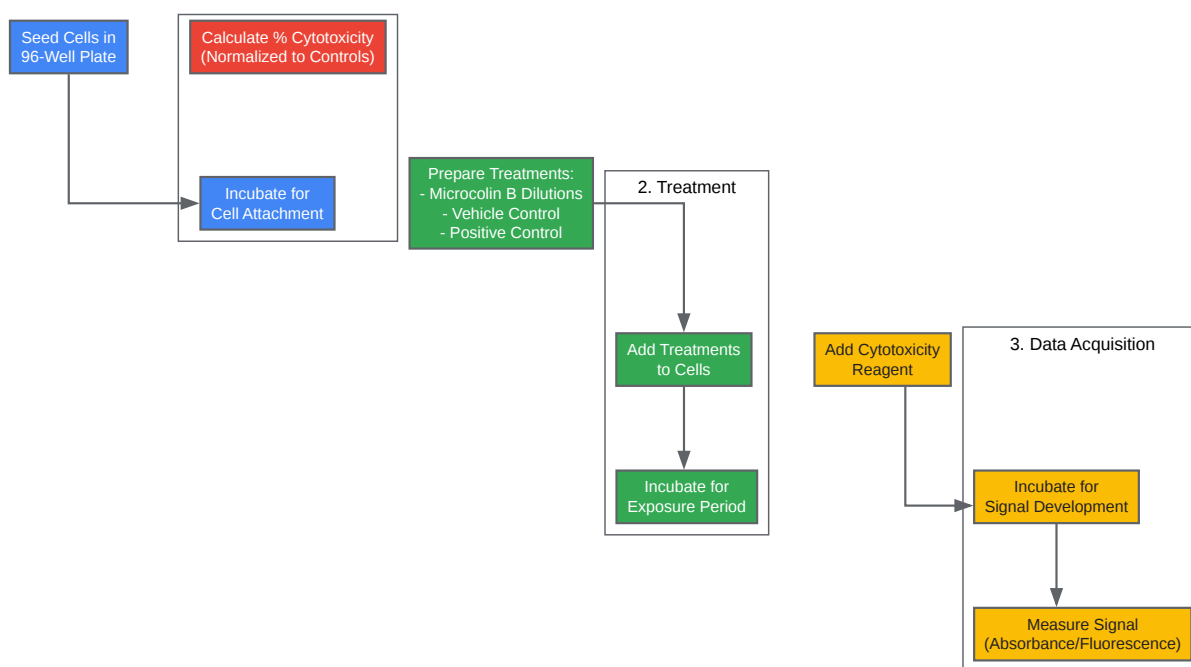 Seed Cells in
96-Well Plate
Calculate % Cytotoxicity
(Normalized to Controls)
Incubate for
Cell Attachment
Prepare Treatments:
- Microcolin B Dilutions
- Vehicle Control
- Positive Control
2. Treatment
Add Treatments
to Cells
Incubate for
Exposure Period
Add Cytotoxicity
Reagent
3. Data Acquisition
Incubate for
Signal Development
Measure Signal
(Absorbance/Fluorescence)